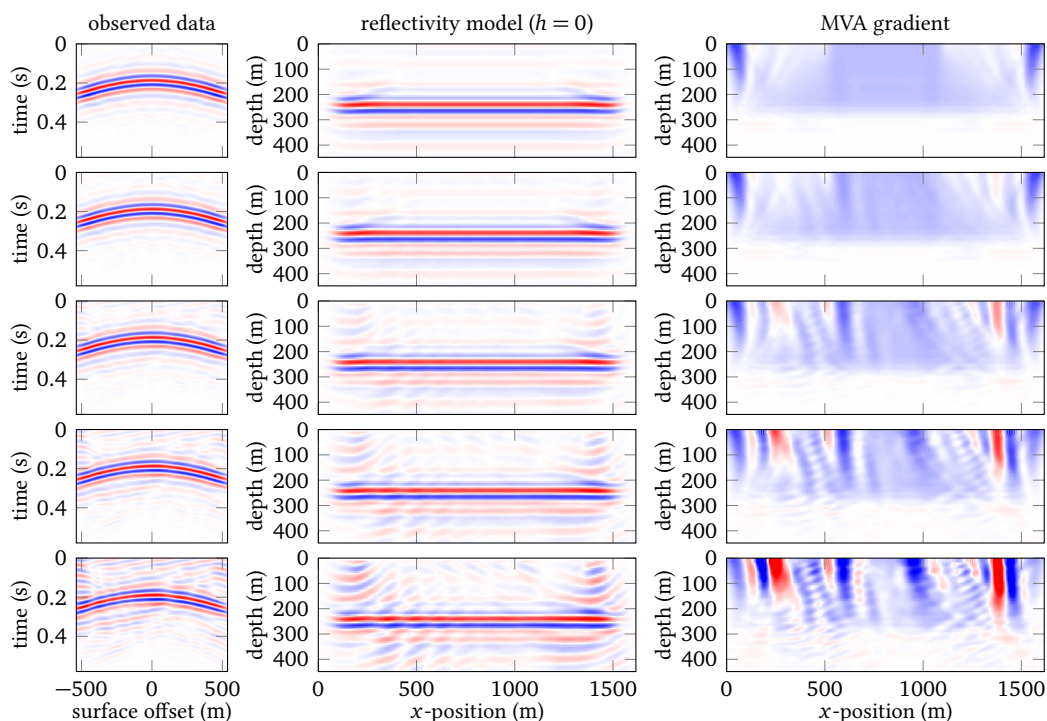 observed data reflectivity model (h = 0) MVA gradient
0 0 0
0.2 100 100
0.4 200 200
300 300
400 400
time (s) depth (m) depth (m)
0 0 0
0.2 100 100
0.4 200 200
300 300
400 400
time (s) depth (m) depth (m)
0 0 0
0.2 100 100
0.4 200 200
300 300
400 400
time (s) depth (m) depth (m)
0 0 0
0.2 100 100
0.4 200 200
300 300
400 400
time (s) depth (m) depth (m)
0 0 0
0.2 100 100
0.4 200 200
300 300
400 400
time (s) depth (m) depth (m)
−500 0 500 0 500 1000 1500 0 500 1000 1500
surface offset (m) x-position (m) x-position (m)